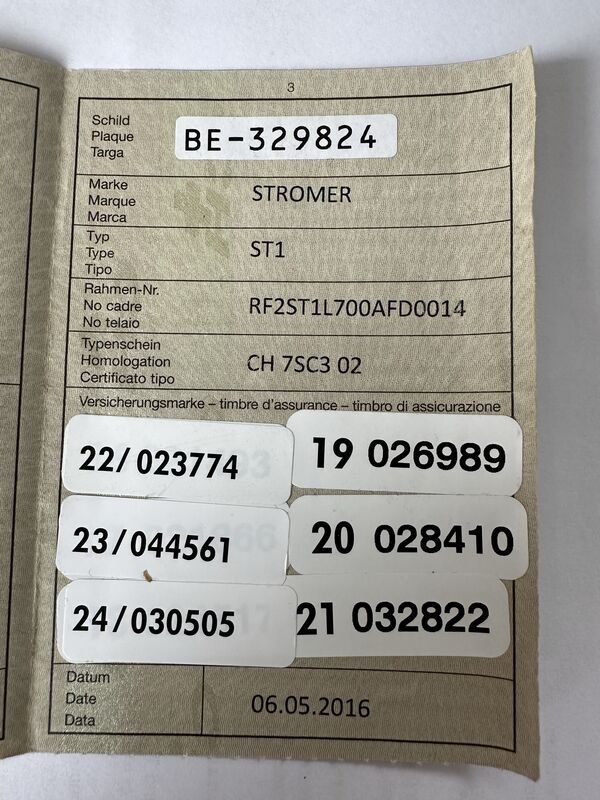 3
Schild
Plaque
Targa
BE-329824
Marke
Marque
Marca
STROMER
Typ
Type
Tipo
ST1
Rahmen-Nr.
No cadre
No telaio
RF2ST1L700AFD0014
Typenschein
Homologation
Certificato tipo
CH 7SC3 02
Versicherungsmarke – timbre d'assurance – timbro di assicurazione
22/023774
19 026989
23/044561
20 028410
24/030505
21 032822
Datum
Date
Data
06.05.2016